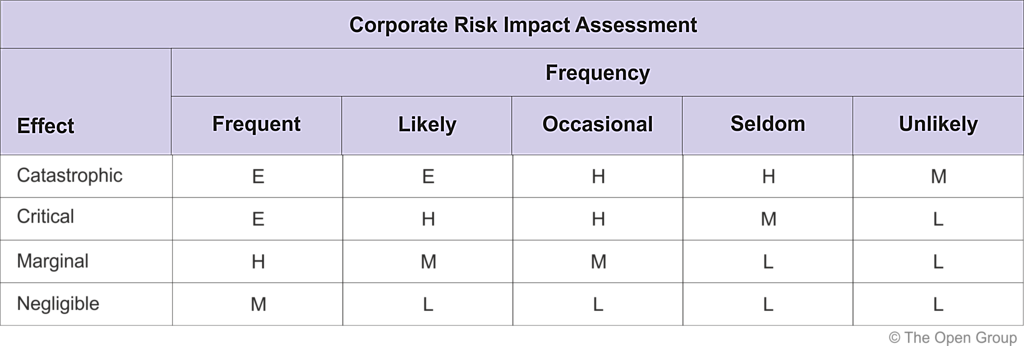 Corporate Risk Impact Assessment
Frequency
Effect Frequent Likely Occasional Seldom Unlikely
Catastrophic E E H H M
Critical E H H M L
Marginal H M M L L
Negligible M L L L L
© The Open Group